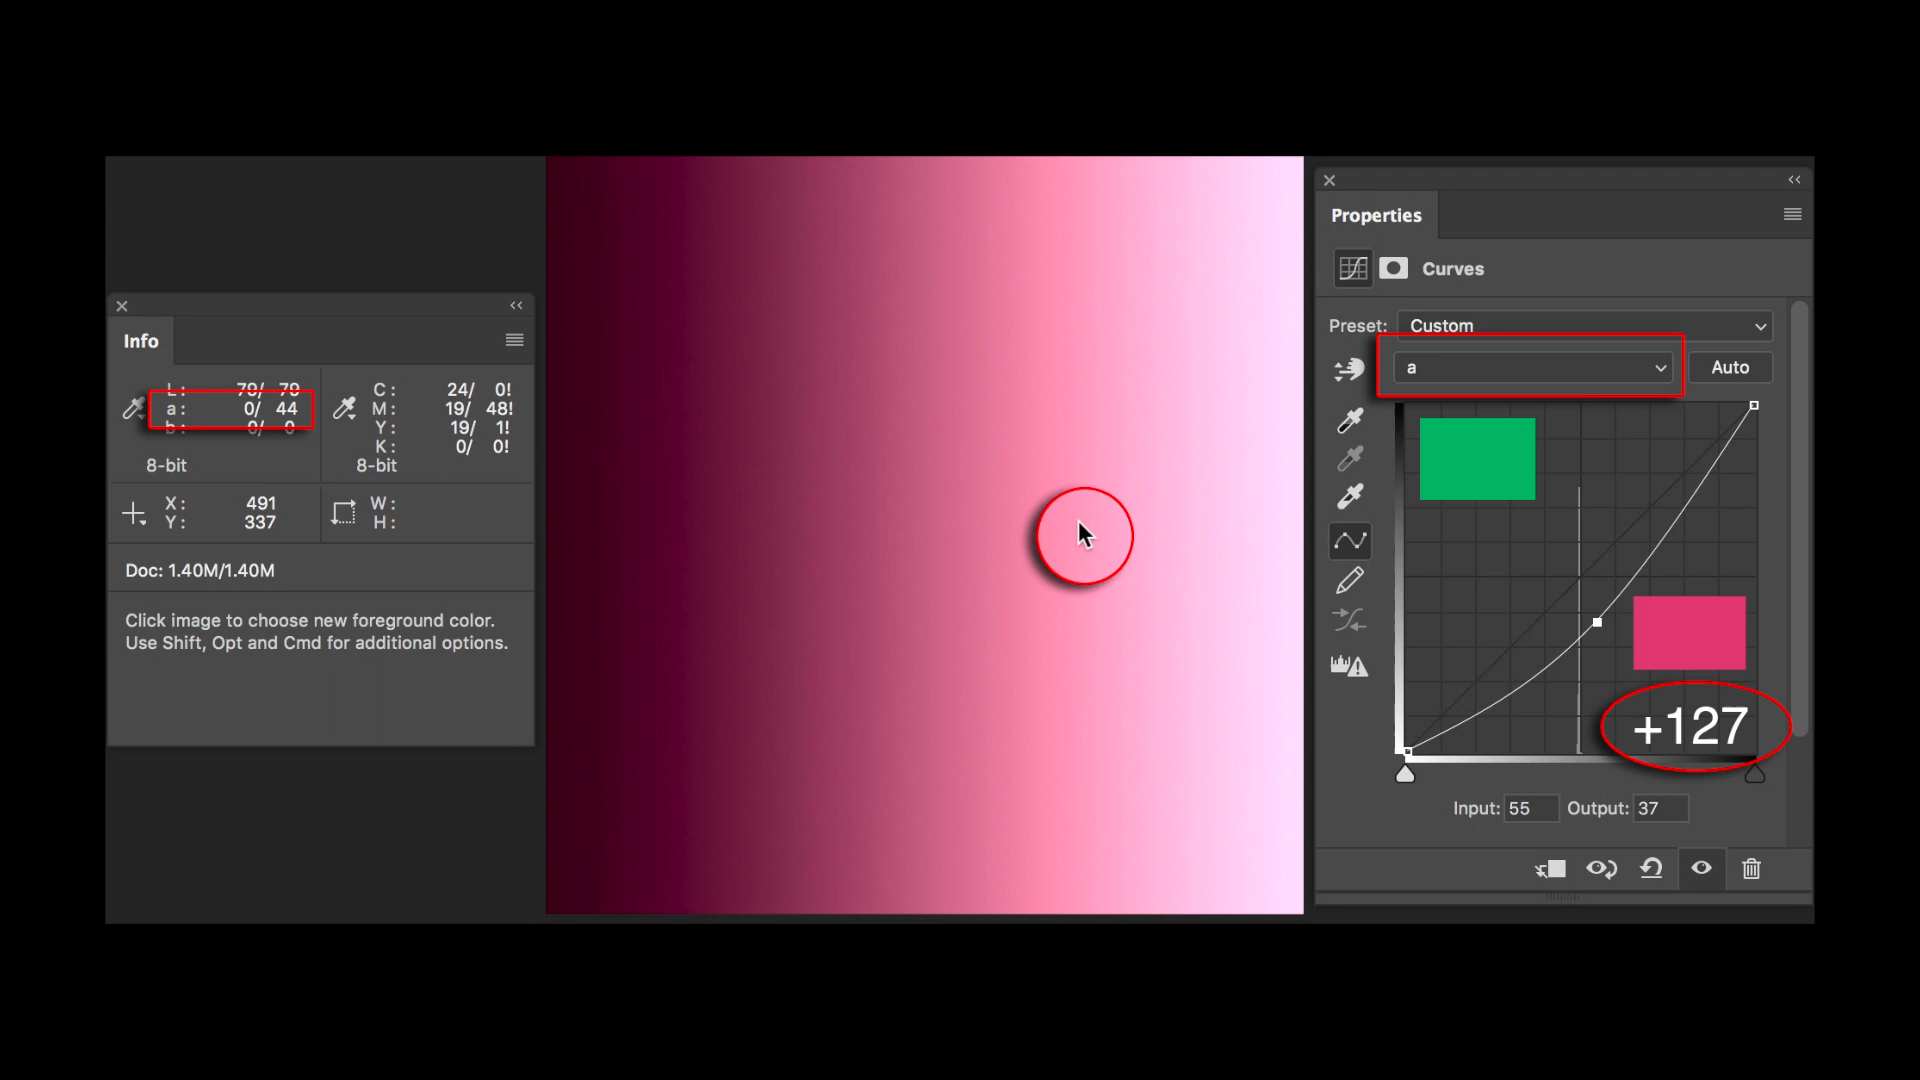 Info
L: 79/ 79
a: 0/ 44
b: 0/ 0
8-bit
C: 24/ 0!
M: 19/ 48!
Y: 19/ 1!
K: 0/ 0!
8-bit
X: 491
Y: 337
W:
H:
Doc: 1.40M/1.40M
Click image to choose new foreground color.
Use Shift, Opt and Cmd for additional options.
Properties
Curves
Preset: Custom
a
Auto
+127
Input: 55 Output: 37